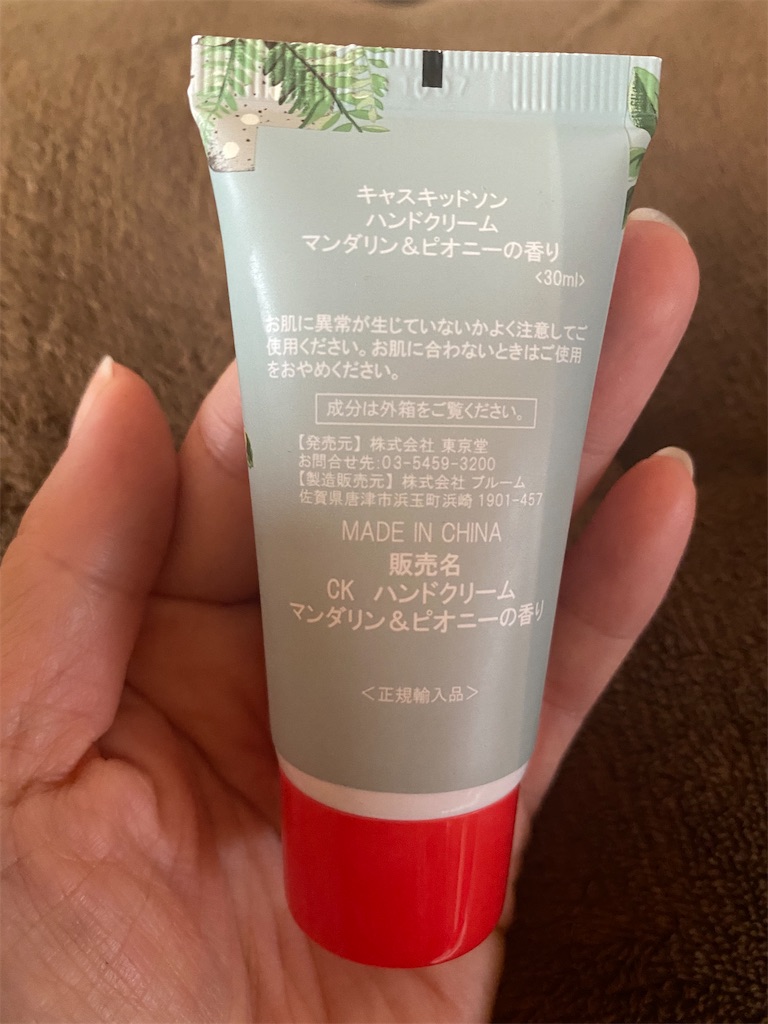 キャスキッドソン
ハンドクリーム
マンダリン＆ピオニーの香り
<30ml>
お肌に異常が生じていないかよく注意してご
使用ください。お肌に合わないときはご使用
をおやめください。
成分は外箱をご覧ください。
【発売元】株式会社 東京堂
お問合せ先:03-5459-3200
【製造販売元】株式会社 ブルーム
佐賀県唐津市浜玉町浜崎 1901-457
MADE IN CHINA
販売名
CK ハンドクリーム
マンダリン＆ピオニーの香り
＜正規輸入品＞